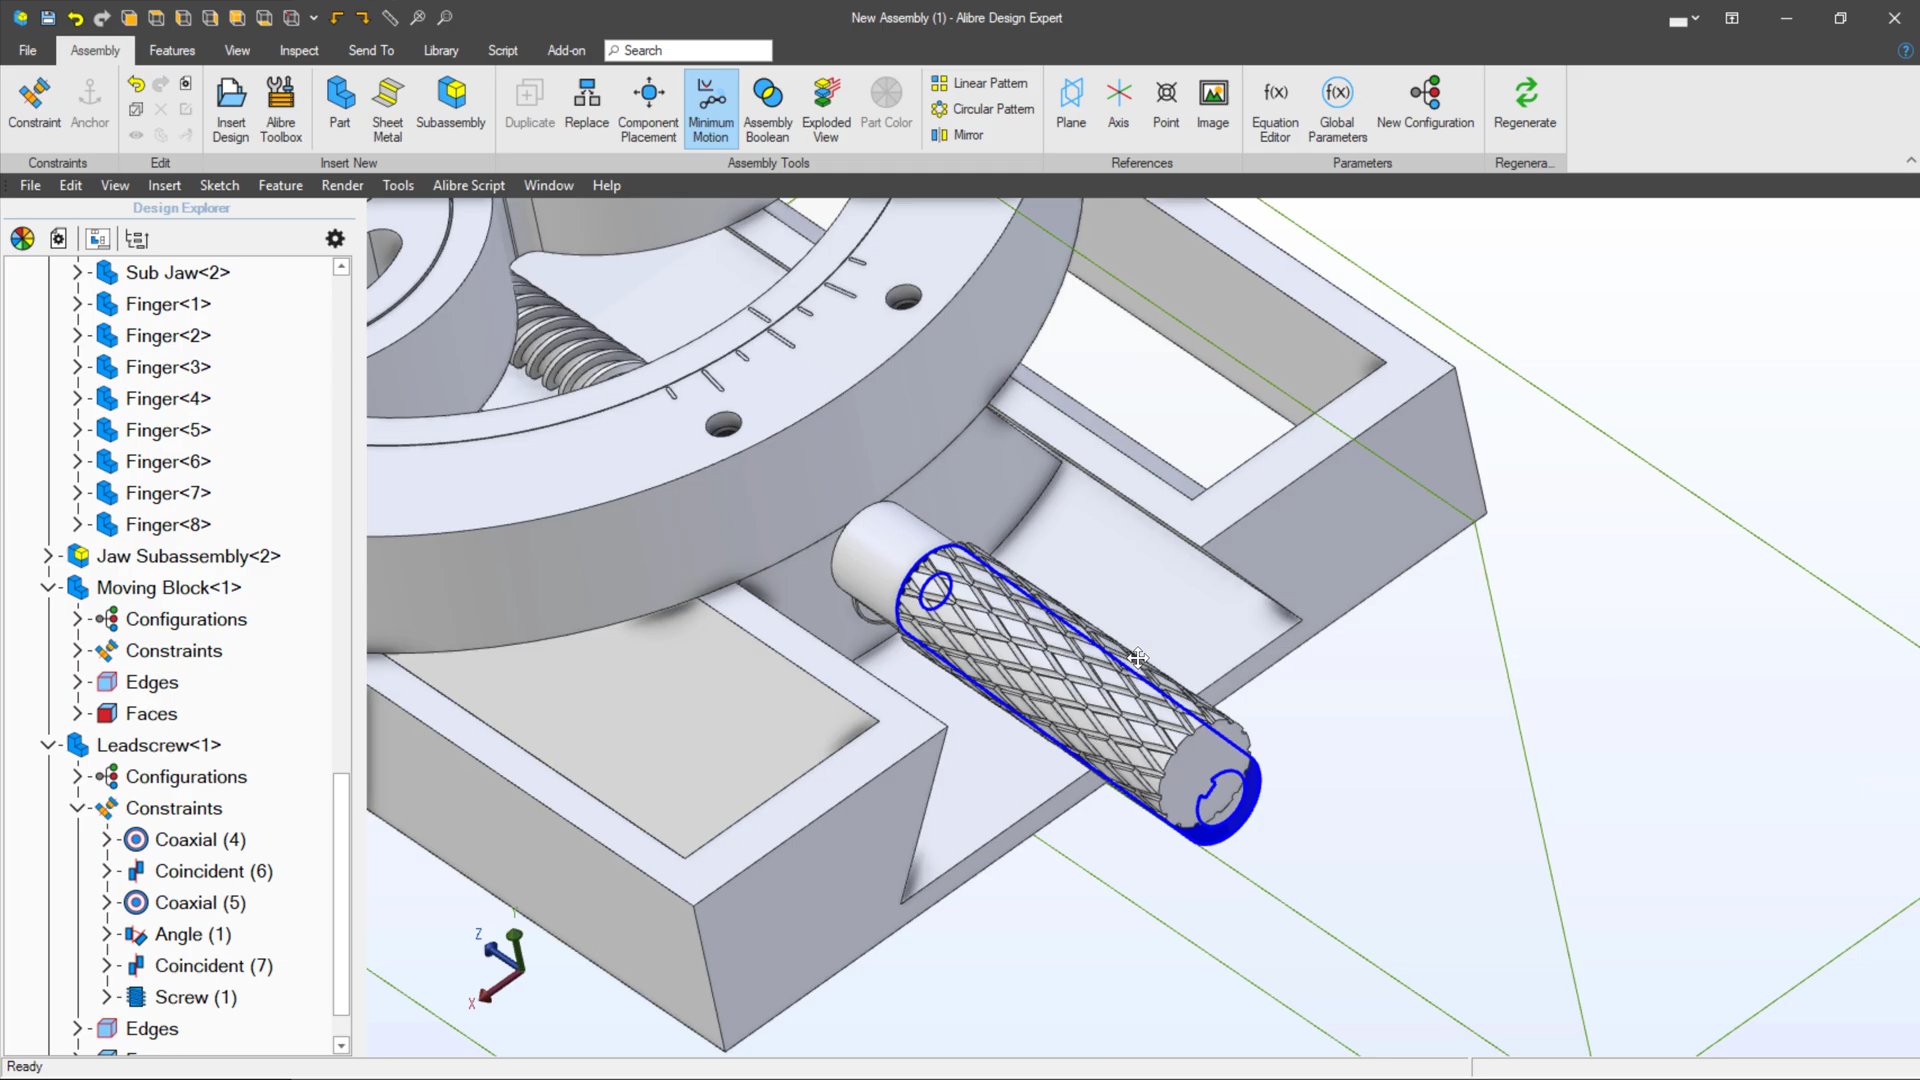 New Assembly (1) - Alibre Design Expert
File Assembly Features View Inspect Send To Library Script Add-on Search
Constraint Anchor
Insert Design
Alibre Toolbox
Part
Sheet Metal
Subassembly
Duplicate
Replace
Component Placement
Minimum Motion
Assembly Boolean
Exploded View
Part Color
Linear Pattern
Circular Pattern
Mirror
Plane
Axis
Point
Image
f(x)
Equation Editor
f(x)
Global Parameters
New Configuration
Regenerate
Constraints Edit Insert New Assembly Tools References Parameters Regenera...
File Edit View Insert Sketch Feature Render Tools Alibre Script Window Help
Design Explorer
Sub Jaw<2>
Finger<1>
Finger<2>
Finger<3>
Finger<4>
Finger<5>
Finger<6>
Finger<7>
Finger<8>
Jaw Subassembly<2>
Moving Block<1>
Configurations
Constraints
Edges
Faces
Leadscrew<1>
Configurations
Constraints
Coaxial (4)
Coincident (6)
Coaxial (5)
Angle (1)
Coincident (7)
Screw (1)
Edges
Z
Y
X
Ready